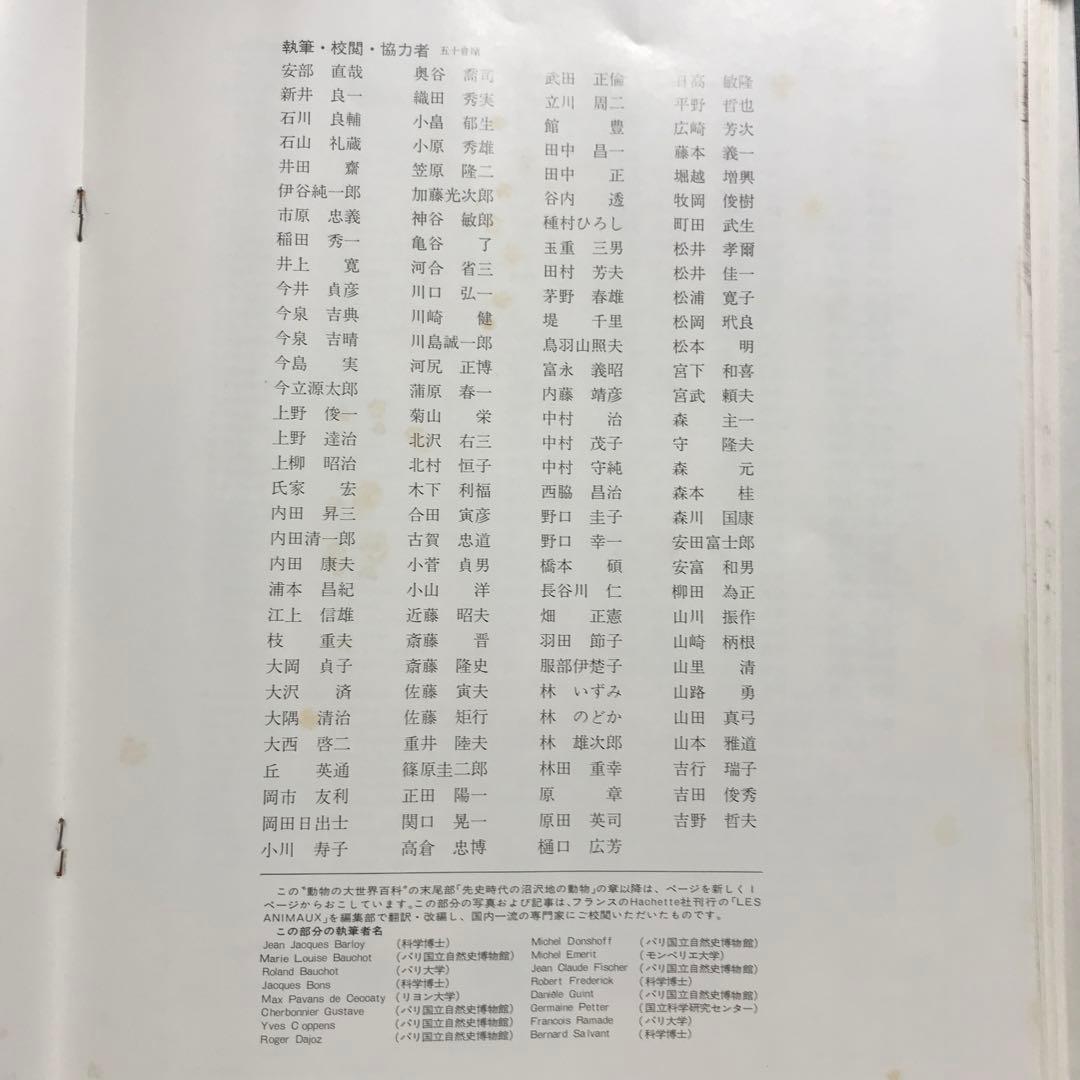 執筆・校閲・協力者 五十音順
安部 直哉
新井 良一
石川 良輔
石山 礼蔵
井田 齋
伊谷純一郎
市原 忠義
稲田 秀一
井上 寛
今井 貞彦
今泉 吉典
今泉 吉晴
今島 実
今立源太郎
上野 俊一
上野 達治
上柳 昭治
氏家 宏
内田 昇三
内田清一郎
内田 康夫
浦本 昌紀
江上 信雄
枝 重夫
大岡 貞子
大沢 済
大隅 清治
大西 啓二
丘 英通
岡市 友利
岡田日出士
小川 寿子
奥谷 喬司
織田 秀実
小畠 郁生
小原 秀雄
笠原 隆二
加藤光次郎
神谷 敏郎
亀谷 了
河合 省三
川口 弘一
川崎 健
川島誠一郎
河尻 正博
蒲原 春一
菊山 栄
北沢 右三
北村 恒子
木下 利福
合田 寅彦
古賀 忠道
小菅 貞男
小山 洋
近藤 昭夫
斎藤 晋
斎藤 隆史
佐藤 寅夫
佐藤 矩行
重井 陸夫
篠原圭二郎
正田 陽一
関口 晃一
高倉 忠博
武田 正倫
立川 周二
館 豊
田中 昌一
田中 正
谷内 透
種村ひろし
玉重 三男
田村 芳夫
茅野 春雄
堤 千里
鳥羽山照夫
富永 義昭
内藤 靖彦
中村 治
中村 茂子
中村 守純
西脇 昌治
野口 圭子
野口 幸一
橋本 碩
長谷川 仁
畑 正憲
羽田 節子
服部伊楚子
林 いずみ
林 のどか
林 雄次郎
林田 重幸
原 章
原田 英司
樋口 広芳
日高 敏隆
平野 哲也
広崎 芳次
藤本 義一
堀越 増興
牧岡 俊樹
町田 武生
松井 孝爾
松井 佳一
松浦 寛子
松岡 玳良
松本 明
宮下 和喜
宮武 頼夫
森 主一
守 隆夫
森 元
森本 桂
森川 国康
安田富士郎
安富 和男
柳田 為正
山川 振作
山崎 柄根
山里 清
山路 勇
山田 真弓
山本 雅道
吉行 瑞子
吉田 俊秀
吉野 哲夫
この"動物の大世界百科"の末尾部「先史時代の沼沢地の動物」の章以降は、ページを新しく1
ページからおこしています。この部分の写真および記事は、フランスのHachette社刊行の「LES
ANIMAUX」を編集部で翻訳・改編し、国内一流の専門家にご校閲いただいたものです。
この部分の執筆者名
Jean Jacques Barloy (科学博士)
Marie Louise Bauchot (パリ国立自然史博物館)
Roland Bauchot (パリ大学)
Jacques Bons (科学博士)
Max Pavans de Ceccaty (リヨン大学)
Cherbonnier Gustave (パリ国立自然史博物館)
Yves Coppens (パリ国立自然史博物館)
Roger Dajoz (パリ国立自然史博物館)
Michel Donshoff (パリ国立自然史博物館)
Michel Emerit (モンペリエ大学)
Jean Claude Fischer (パリ国立自然史博物館)
Robert Frederick (科学博士)
Danièle Guint (パリ国立自然史博物館)
Germaine Petter (国立科学研究センター)
Francois Ramade (パリ大学)
Bernard Salvant (科学博士)